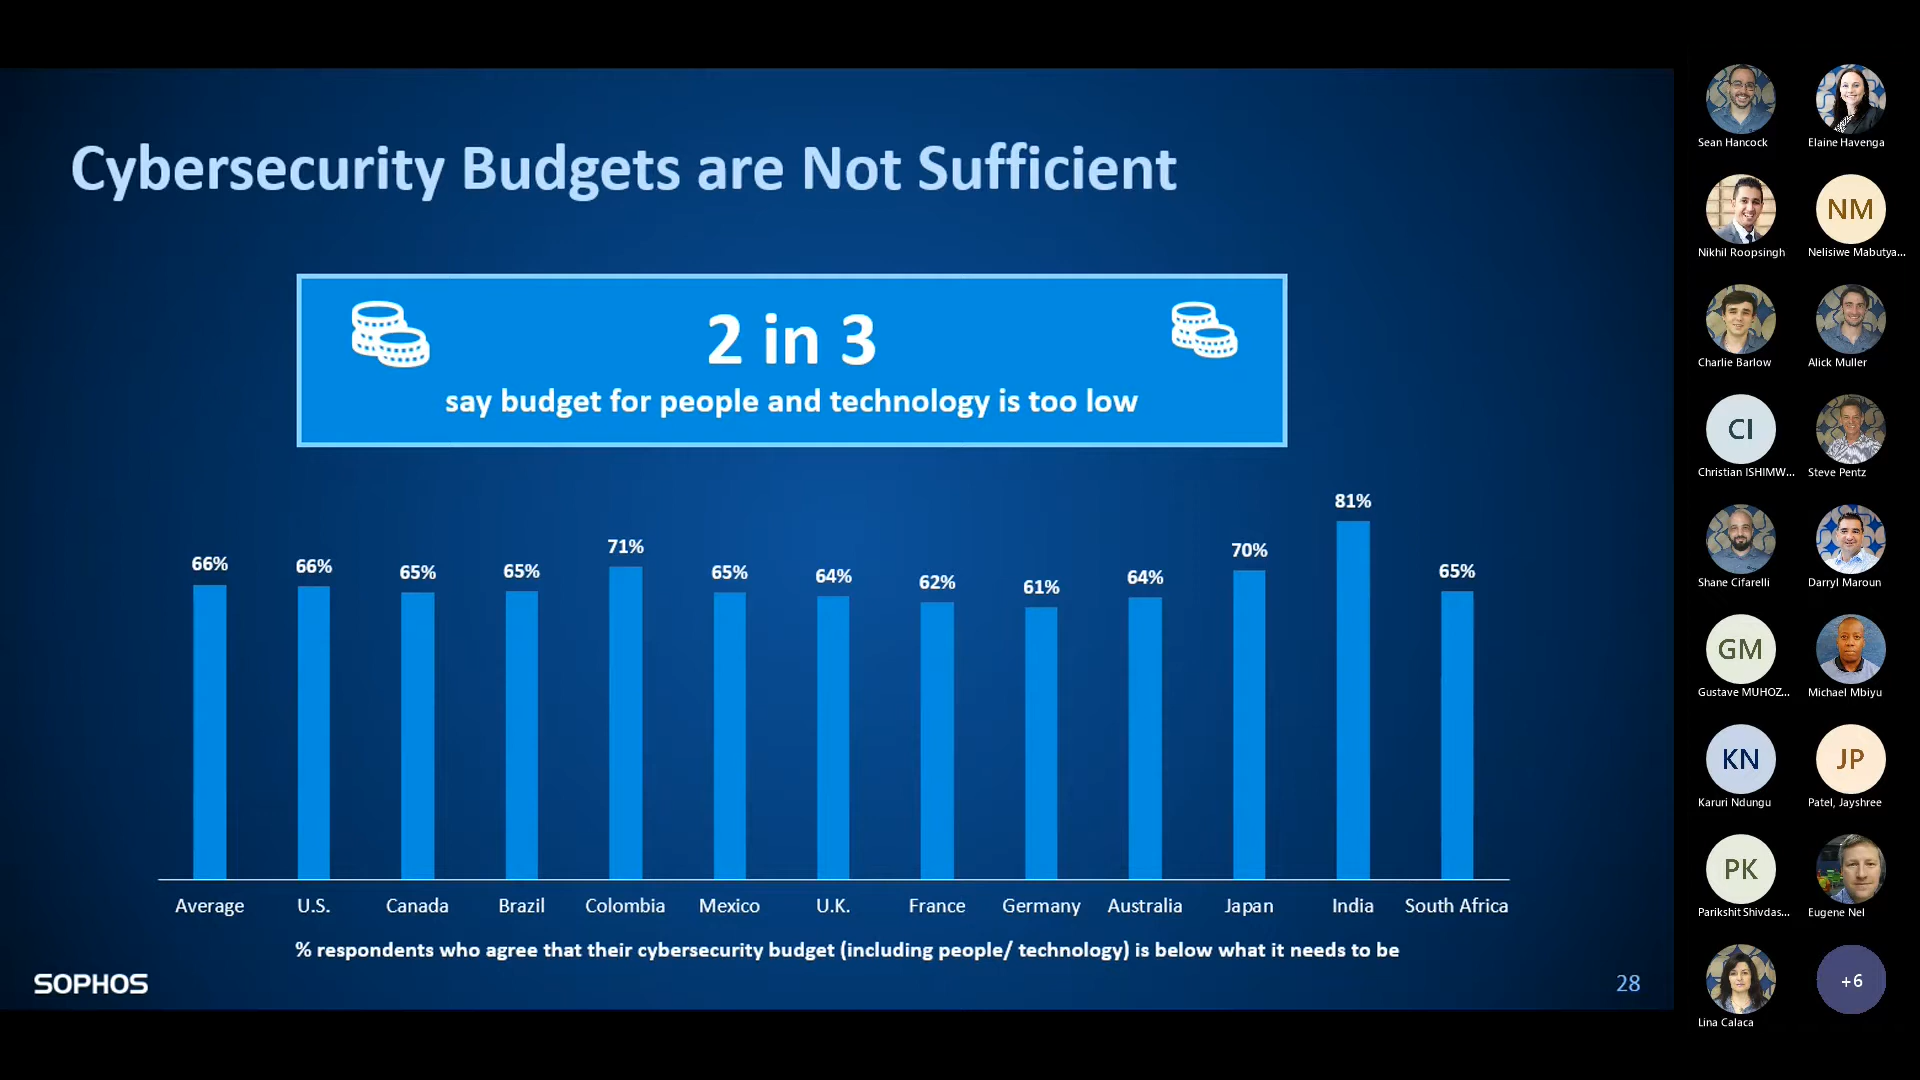 Cybersecurity Budgets are Not Sufficient
2 in 3
say budget for people and technology is too low
66%
66%
65%
65%
71%
65%
64%
62%
61%
64%
70%
81%
65%
Average
U.S.
Canada
Brazil
Colombia
Mexico
U.K.
France
Germany
Australia
Japan
India
South Africa
% respondents who agree that their cybersecurity budget (including people/ technology) is below what it needs to be
SOPHOS
28
Sean Hancock
Elaine Havenga
Nikhil Roopsingh
NM
Nelisiwe Mabutya...
Charlie Barlow
Alick Muller
CI
Christian ISHIMW...
Steve Pentz
Shane Cifarelli
Darryl Maroun
GM
Gustave MUHOZ...
Michael Mbiyu
KN
Karuri Ndungu
JP
Patel, Jayshree
PK
Parikshit Shivdas...
Eugene Nel
Lina Calaca
+6